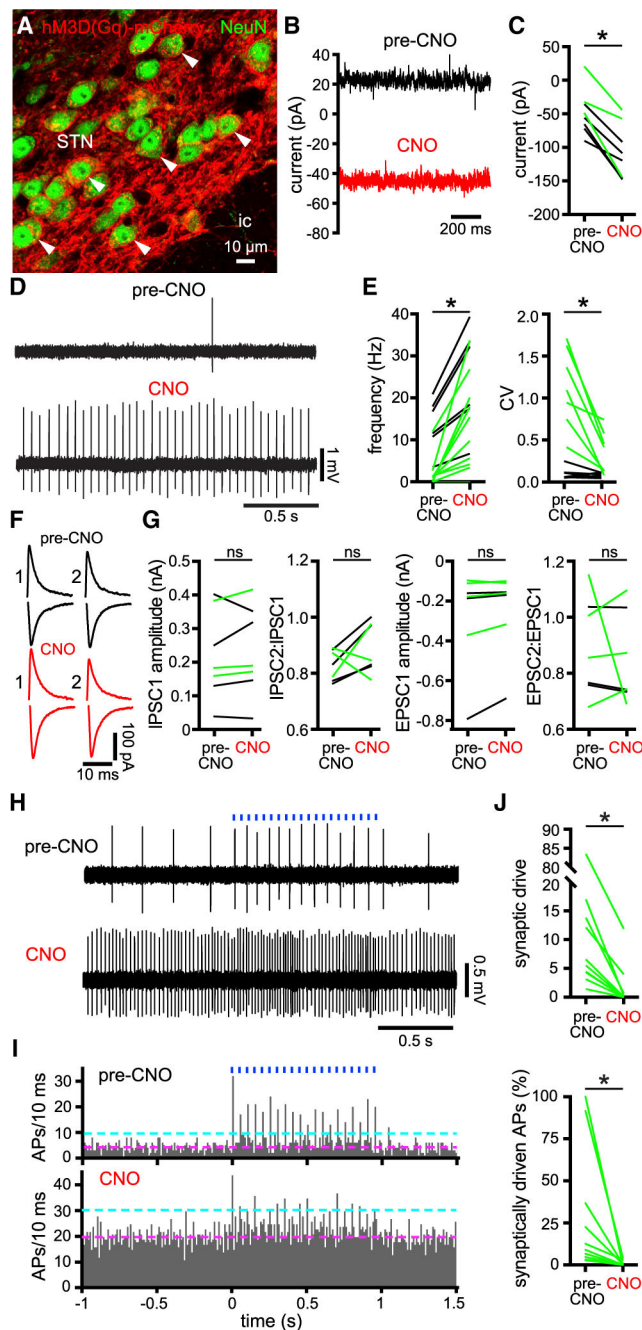 A
hM3D(Gq)-mCherry
NeuN
STN
ic
10 µm
B
pre-CNO
40
20
0
-20
-40
-60
-80
current (pA)
CNO
200 ms
C
*
50
0
-50
-100
-150
-200
current (pA)
pre-
CNO
CNO
D
pre-CNO
CNO
1 mV
0.5 s
E
*
40
30
20
10
0
frequency (Hz)
pre-
CNO
CNO
*
2.0
1.5
1.0
0.5
0.0
CV
pre-
CNO
CNO
F
pre-CNO
1
2
CNO
1
2
100 pA
10 ms
G
ns
0.5
0.4
0.3
0.2
0.1
0
IPSC1 amplitude (nA)
pre-
CNO
CNO
ns
1.2
1.0
0.8
0.6
IPSC2:IPSC1
pre-
CNO
CNO
ns
0
-0.2
-0.4
-0.6
-0.8
EPSC1 amplitude (nA)
pre-
CNO
CNO
ns
1.2
1.0
0.8
0.6
EPSC2:EPSC1
pre-
CNO
CNO
H
pre-CNO
CNO
0.5 mV
0.5 s
I
pre-CNO
30
20
10
0
APs/10 ms
CNO
40
30
20
10
0
APs/10 ms
-1
-0.5
0
0.5
1
1.5
time (s)
J
*
90
85
80
20
15
10
5
0
synaptic drive
pre-
CNO
CNO
*
100
75
50
25
0
synaptically driven APs (%)
pre-
CNO
CNO